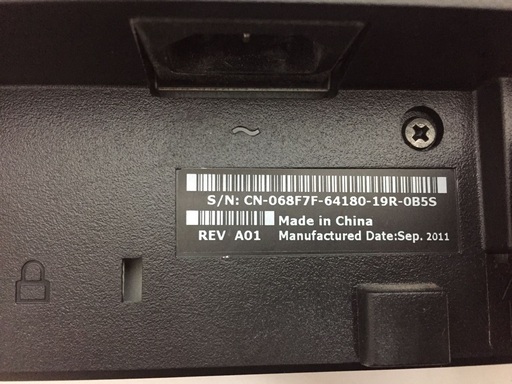 ~
S/N: CN-068F7F-64180-19R-0B5S
Made in China
REV A01 Manufactured Date:Sep. 2011